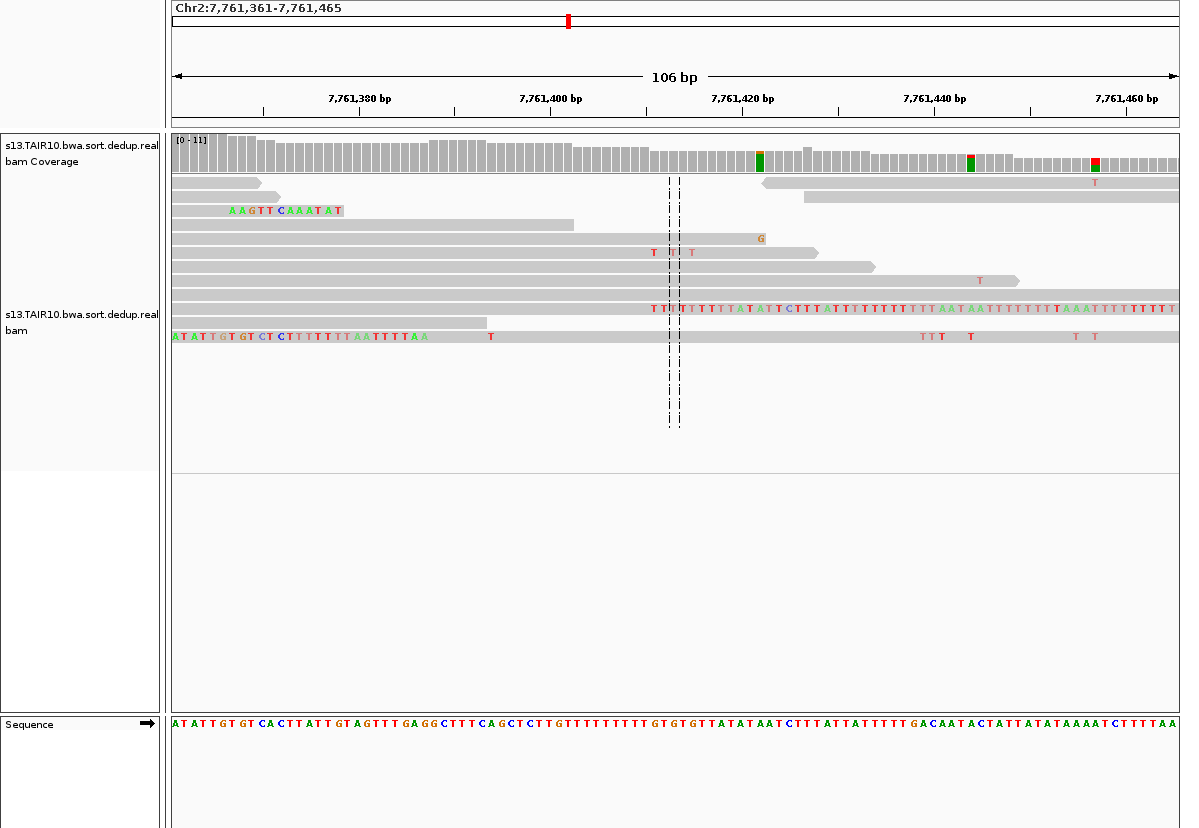 Chr2:7,761,361-7,761,465
106 bp
7,761,380 bp 7,761,400 bp 7,761,420 bp 7,761,440 bp 7,761,460 bp
s13.TAIR10.bwa.sort.dedup.real
bam Coverage
[0 - 11]
T
AAGTTCAAATAT
G
T T T
T
s13.TAIR10.bwa.sort.dedup.real
bam
TTTTTTTTTATATTCTTTATTTTTTTTTTTAATAATTTTTTTTAAATTTTTTTTT
ATATTGTGTCTCTTTTTTTAATTTTAA T TTT T T T
Sequence
ATATTGTGTCACTTATTGTAGTTTGAGGCTTTCAGCTCTTGTTTTTTTTTGTGTGTTATATAATCTTTATTATTTTTGACAATACTATTATATAAAATCTTTTAA